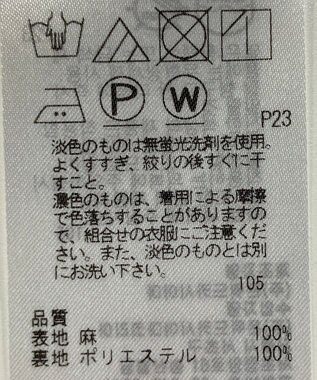 P W
P23
淡色のものは無蛍光洗剤を使用。
よくすすぎ、絞りの後すぐに干
すこと。
濃色のものは、着用による摩擦
で色落ちすることがありますの
で、組合せの衣服にご注意くだ
さい。また、淡色のものとは別
にお洗い下さい。
105
品質
表地 麻 100%
裏地 ポリエステル 100%